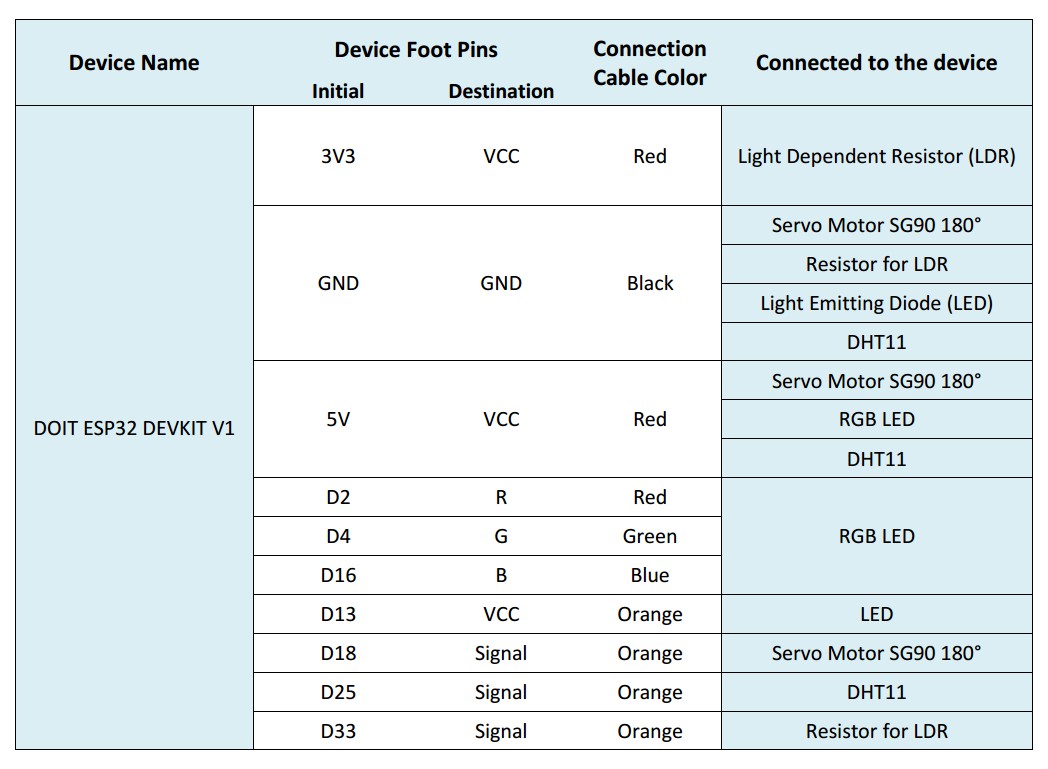 Device Name Device Foot Pins Connection Cable Color Connected to the device
Initial Destination
DOIT ESP32 DEVKIT V1
3V3 VCC Red Light Dependent Resistor (LDR)
GND GND Black
Servo Motor SG90 180°
Resistor for LDR
Light Emitting Diode (LED)
DHT11
5V VCC Red
Servo Motor SG90 180°
RGB LED
DHT11
D2 R Red
D4 G Green RGB LED
D16 B Blue
D13 VCC Orange LED
D18 Signal Orange Servo Motor SG90 180°
D25 Signal Orange DHT11
D33 Signal Orange Resistor for LDR